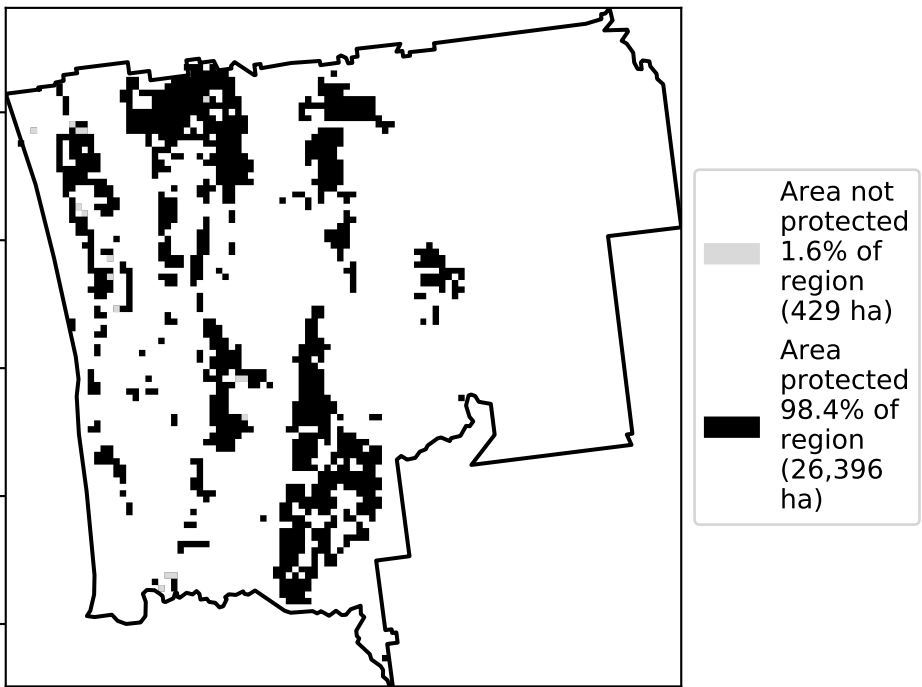 Area not
protected
1.6% of
region
(429 ha)
Area
protected
98.4% of
region
(26,396
ha)